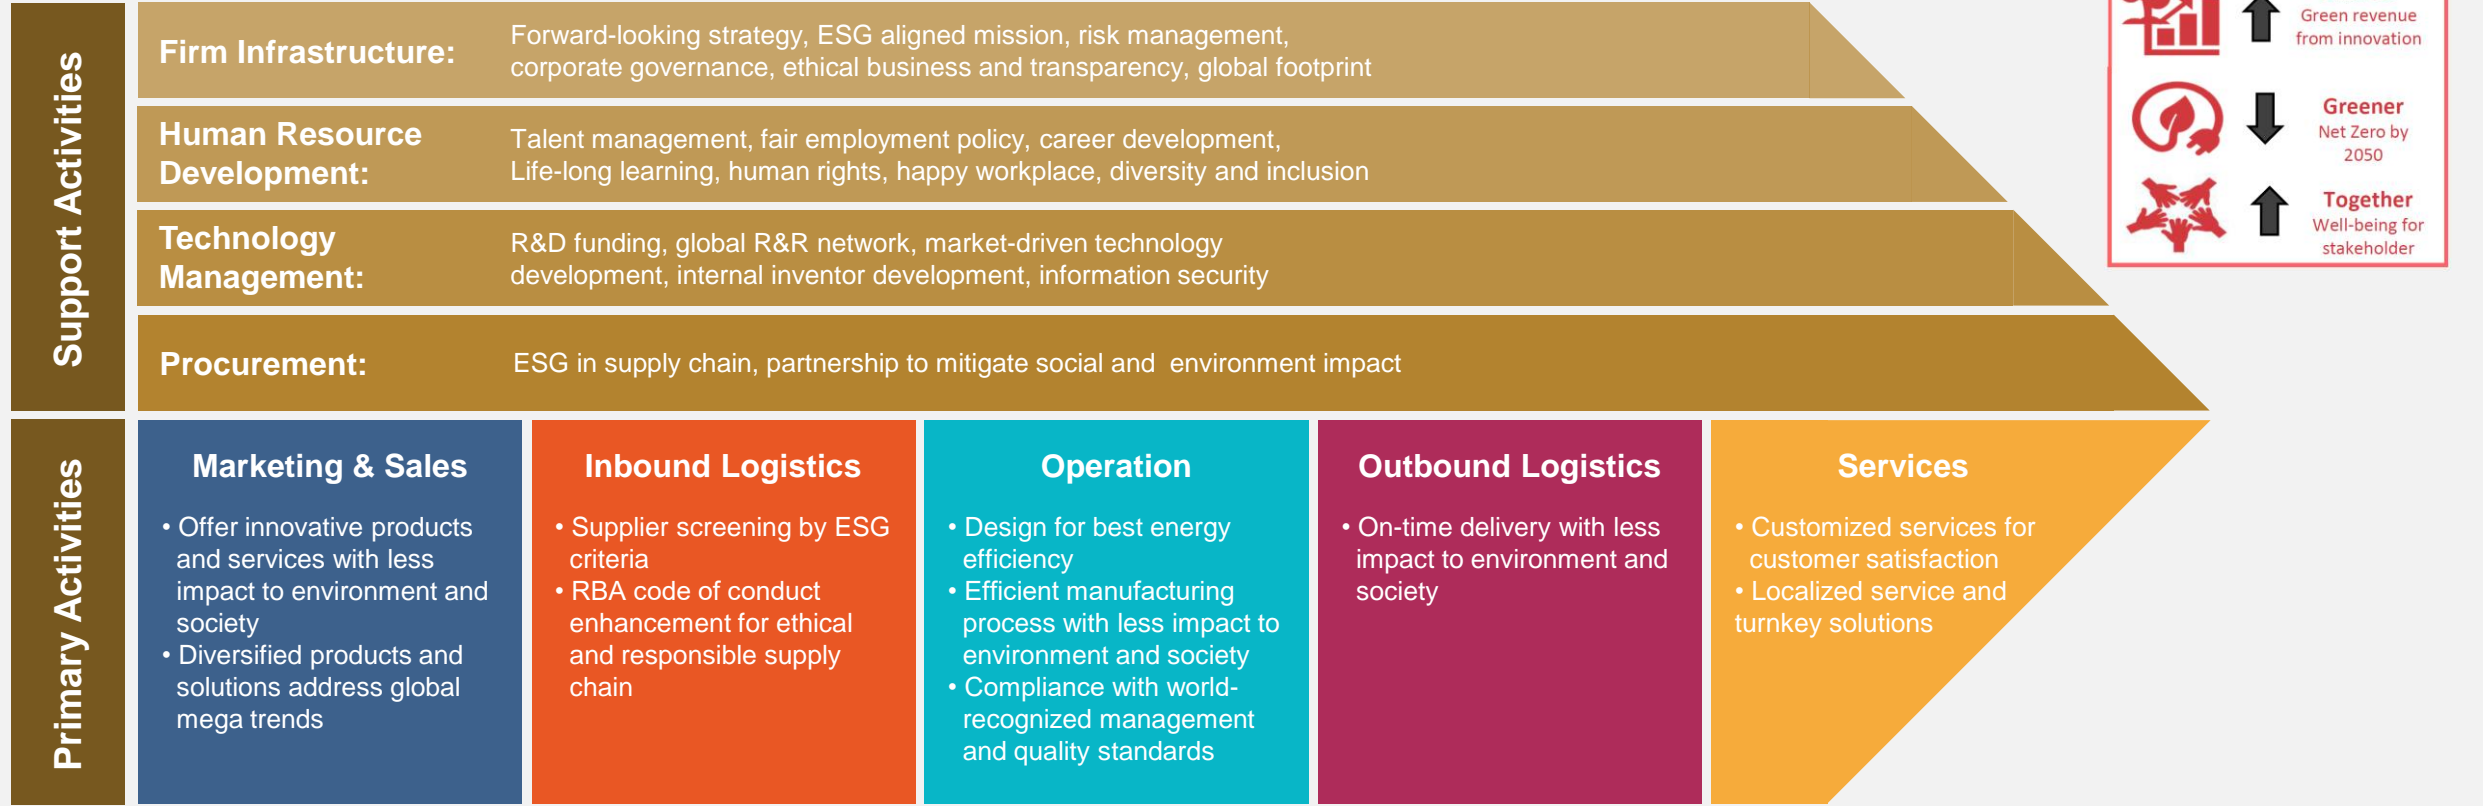 Support Activities
Firm Infrastructure:
Forward-looking strategy, ESG aligned mission, risk management,
corporate governance, ethical business and transparency, global footprint
Human Resource
Development:
Talent management, fair employment policy, career development,
Life-long learning, human rights, happy workplace, diversity and inclusion
Technology
Management:
R&D funding, global R&R network, market-driven technology
development, internal inventor development, information security
Procurement:
ESG in supply chain, partnership to mitigate social and  environment impact
Green revenue
from innovation
Greener
Net Zero by
2050
Together
Well-being for
stakeholder
Primary Activities
Marketing & Sales
• Offer innovative products
and services with less
impact to environment and
society
• Diversified products and
solutions address global
mega trends
Inbound Logistics
• Supplier screening by ESG
criteria
• RBA code of conduct
enhancement for ethical
and responsible supply
chain
Operation
• Design for best energy
efficiency
• Efficient manufacturing
process with less impact to
environment and society
• Compliance with world-
recognized management
and quality standards
Outbound Logistics
• On-time delivery with less
impact to environment and
society
Services
• Customized services for
customer satisfaction
• Localized service and
turnkey solutions